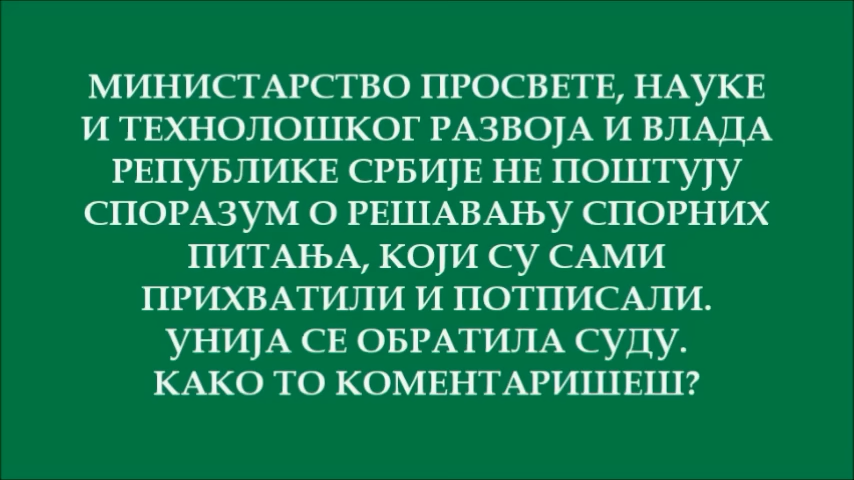 МИНИСТАРСТВО ПРОСВЕТЕ, НАУКЕ
И ТЕХНОЛОШКОГ РАЗВОЈА И ВЛАДА
РЕПУБЛИКЕ СРБИЈЕ НЕ ПОШТУЈУ
СПОРАЗУМ О РЕШАВАЊУ СПОРНИХ
ПИТАЊА, КОЈИ СУ САМИ
ПРИХВАТИЛИ И ПОТПИСАЛИ.
УНИЈА СЕ ОБРАТИЛА СУДУ.
КАКО ТО КОМЕНТАРИШЕШ?